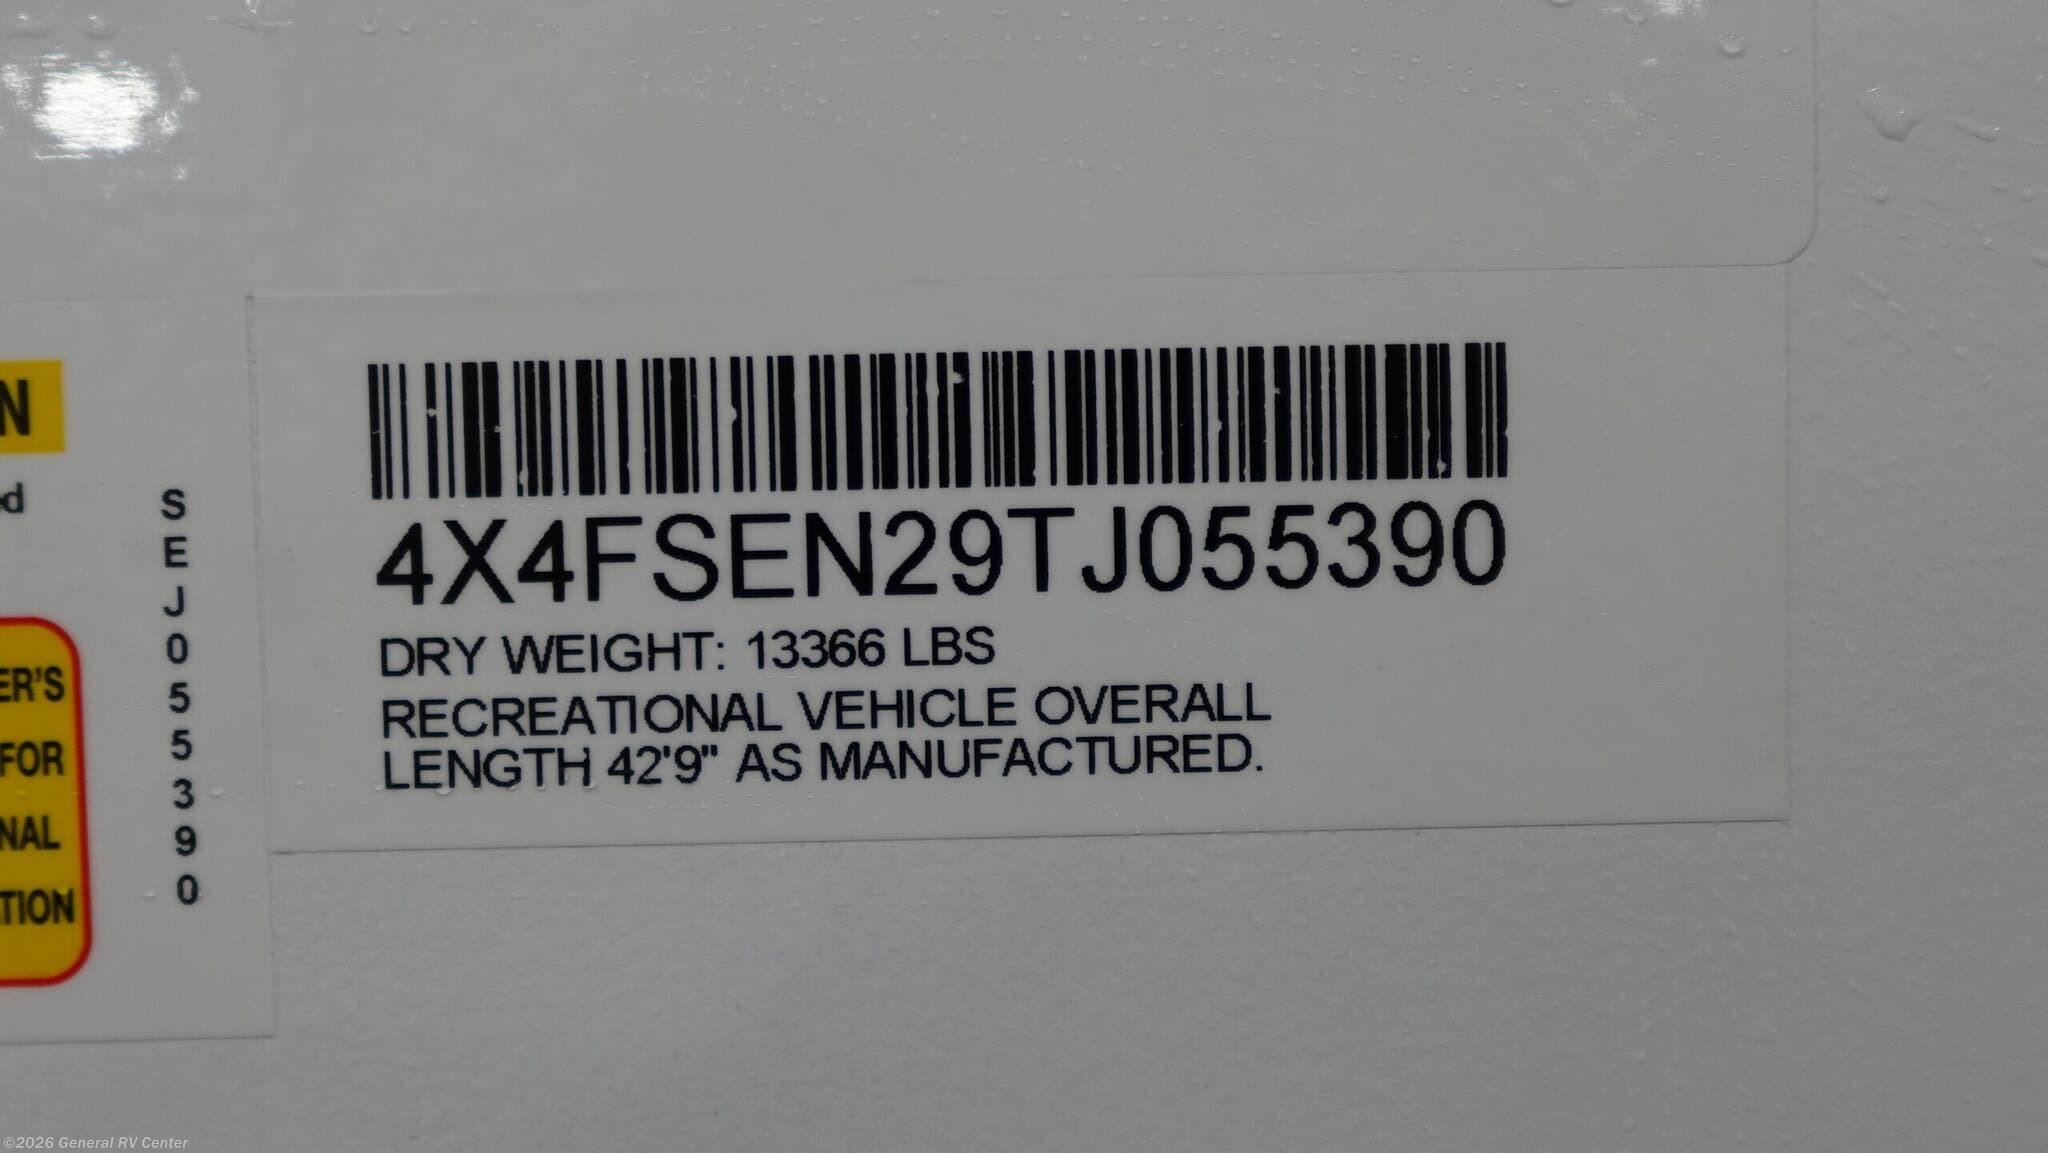 N
ed
ER'S
FOR
NAL
TION
S
E
J
0
5
5
3
9
0
4X4FSEN29TJ055390
DRY WEIGHT: 13366 LBS
RECREATIONAL VEHICLE OVERALL
LENGTH 42'9" AS MANUFACTURED.
©2026 General RV Center